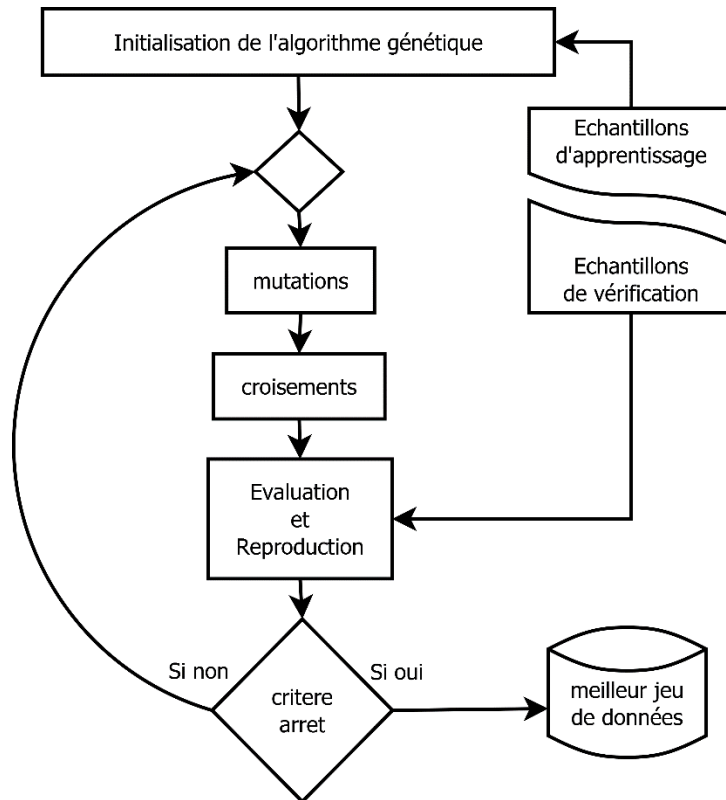 Initialisation de l'algorithme génétique
Echantillons
d'apprentissage
Echantillons
de vérification
mutations
croisements
Evaluation
et
Reproduction
Si non
Si oui
critere
arret
meilleur jeu
de données